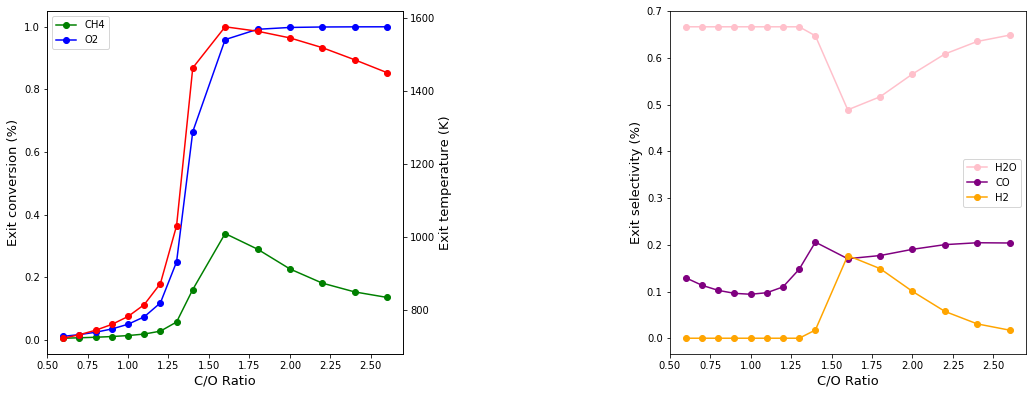 CH4
O2
1.0
0.8
0.6
0.4
0.2
0.0
Exit conversion (%)
0.50 0.75 1.00 1.25 1.50 1.75 2.00 2.25 2.50
C/O Ratio
1600
1400
1200
1000
800
Exit temperature (K)
0.7
0.6
0.5
0.4
0.3
0.2
0.1
0.0
Exit selectivity (%)
H2O
CO
H2
0.50 0.75 1.00 1.25 1.50 1.75 2.00 2.25 2.50
C/O Ratio